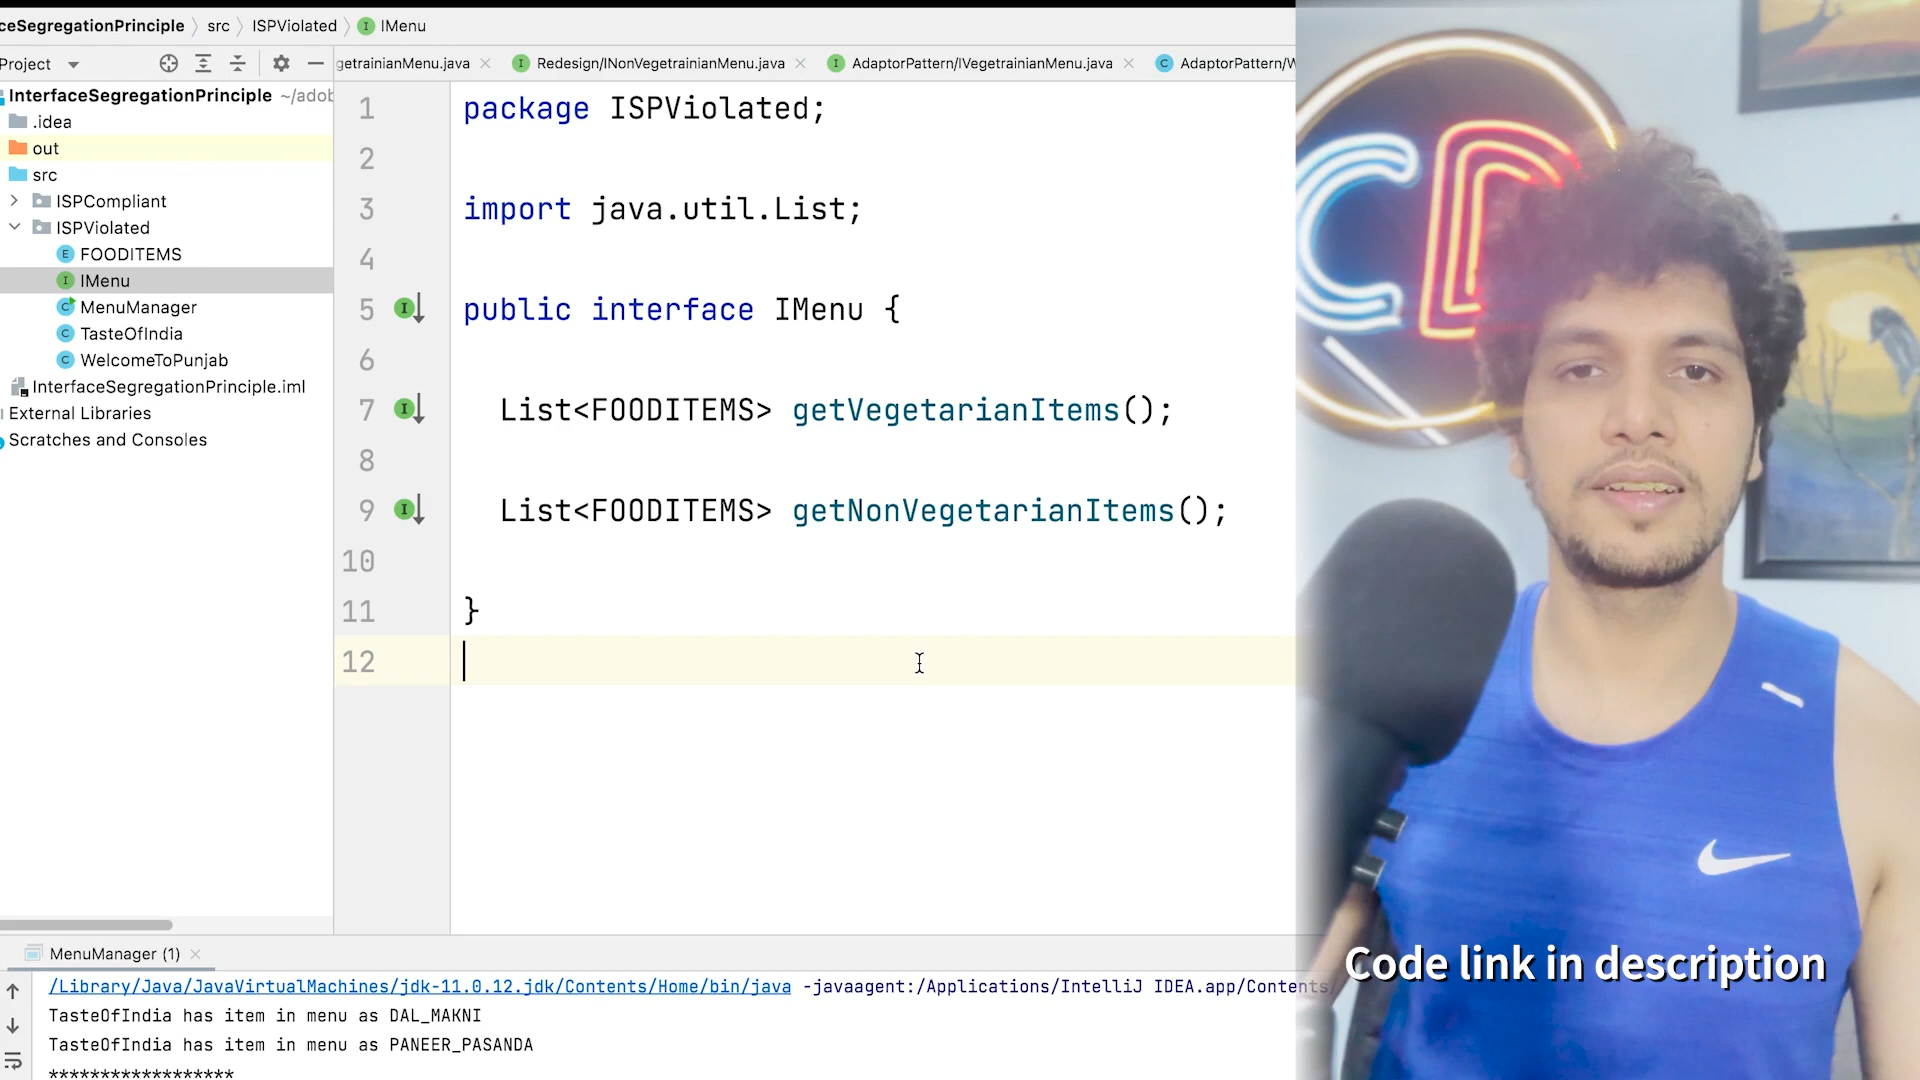 ceSegregationPrinciple
src
ISPViolated
IMenu
Project
getrainianMenu.java
Redesign/INonVegetrainianMenu.java
AdaptorPattern/IVegetrainianMenu.java
AdaptorPattern/W
InterfaceSegregationPrinciple ~/adob
.idea
out
src
ISPCompliant
ISPViolated
FOODITEMS
IMenu
MenuManager
TasteOfIndia
WelcomeToPunjab
InterfaceSegregationPrinciple.iml
External Libraries
Scratches and Consoles
1 package ISPViolated;
2
3 import java.util.List;
4
5 public interface IMenu {
6
7 List<FOODITEMS> getVegetarianItems();
8
9 List<FOODITEMS> getNonVegetarianItems();
10
11 }
12
CD
Code link in description
MenuManager (1)
/Library/Java/JavaVirtualMachines/jdk-11.0.12.jdk/Contents/Home/bin/java -javaagent:/Applications/IntelliJ IDEA.app/Contents/
TasteOfIndia has item in menu as DAL_MAKNI
TasteOfIndia has item in menu as PANEER_PASANDA
******************